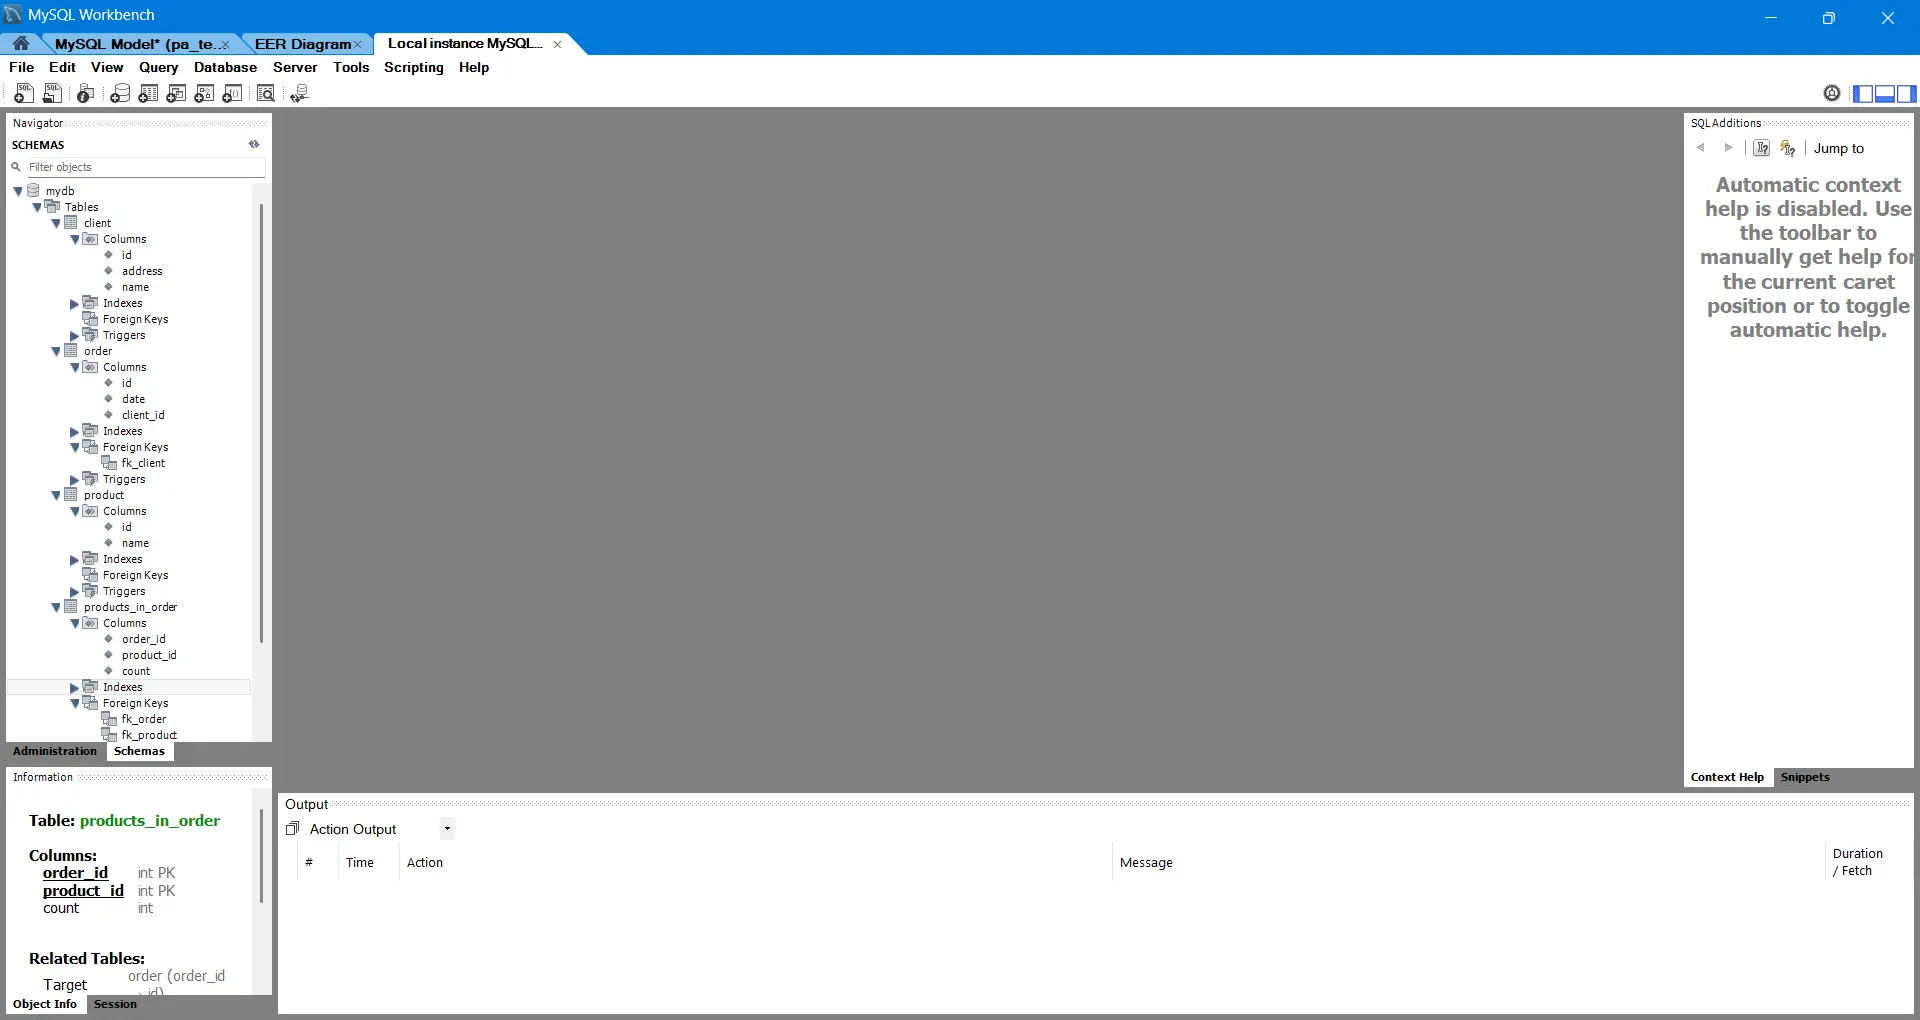 MySQL Workbench
MySQL Model* (pa_te..
EER Diagram
Local instance MySQL...
File Edit View Query Database Server Tools Scripting Help
Navigator
SCHEMAS
Filter objects
mydb
Tables
client
Columns
id
address
name
Indexes
Foreign Keys
Triggers
order
Columns
id
date
client_id
Indexes
Foreign Keys
fk_client
Triggers
product
Columns
id
name
Indexes
Foreign Keys
Triggers
products_in_order
Columns
order_id
product_id
count
Indexes
Foreign Keys
fk_order
fk_product
Administration Schemas
Information
Table: products_in_order
Columns:
order_id int PK
product_id int PK
count int
Related Tables:
Target order (order_id
Object Info Session
Output
Action Output
# Time Action Message Duration
/ Fetch
SQLAdditions
Jump to
Automatic context
help is disabled. Use
the toolbar to
manually get help for
the current caret
position or to toggle
automatic help.
Context Help Snippets